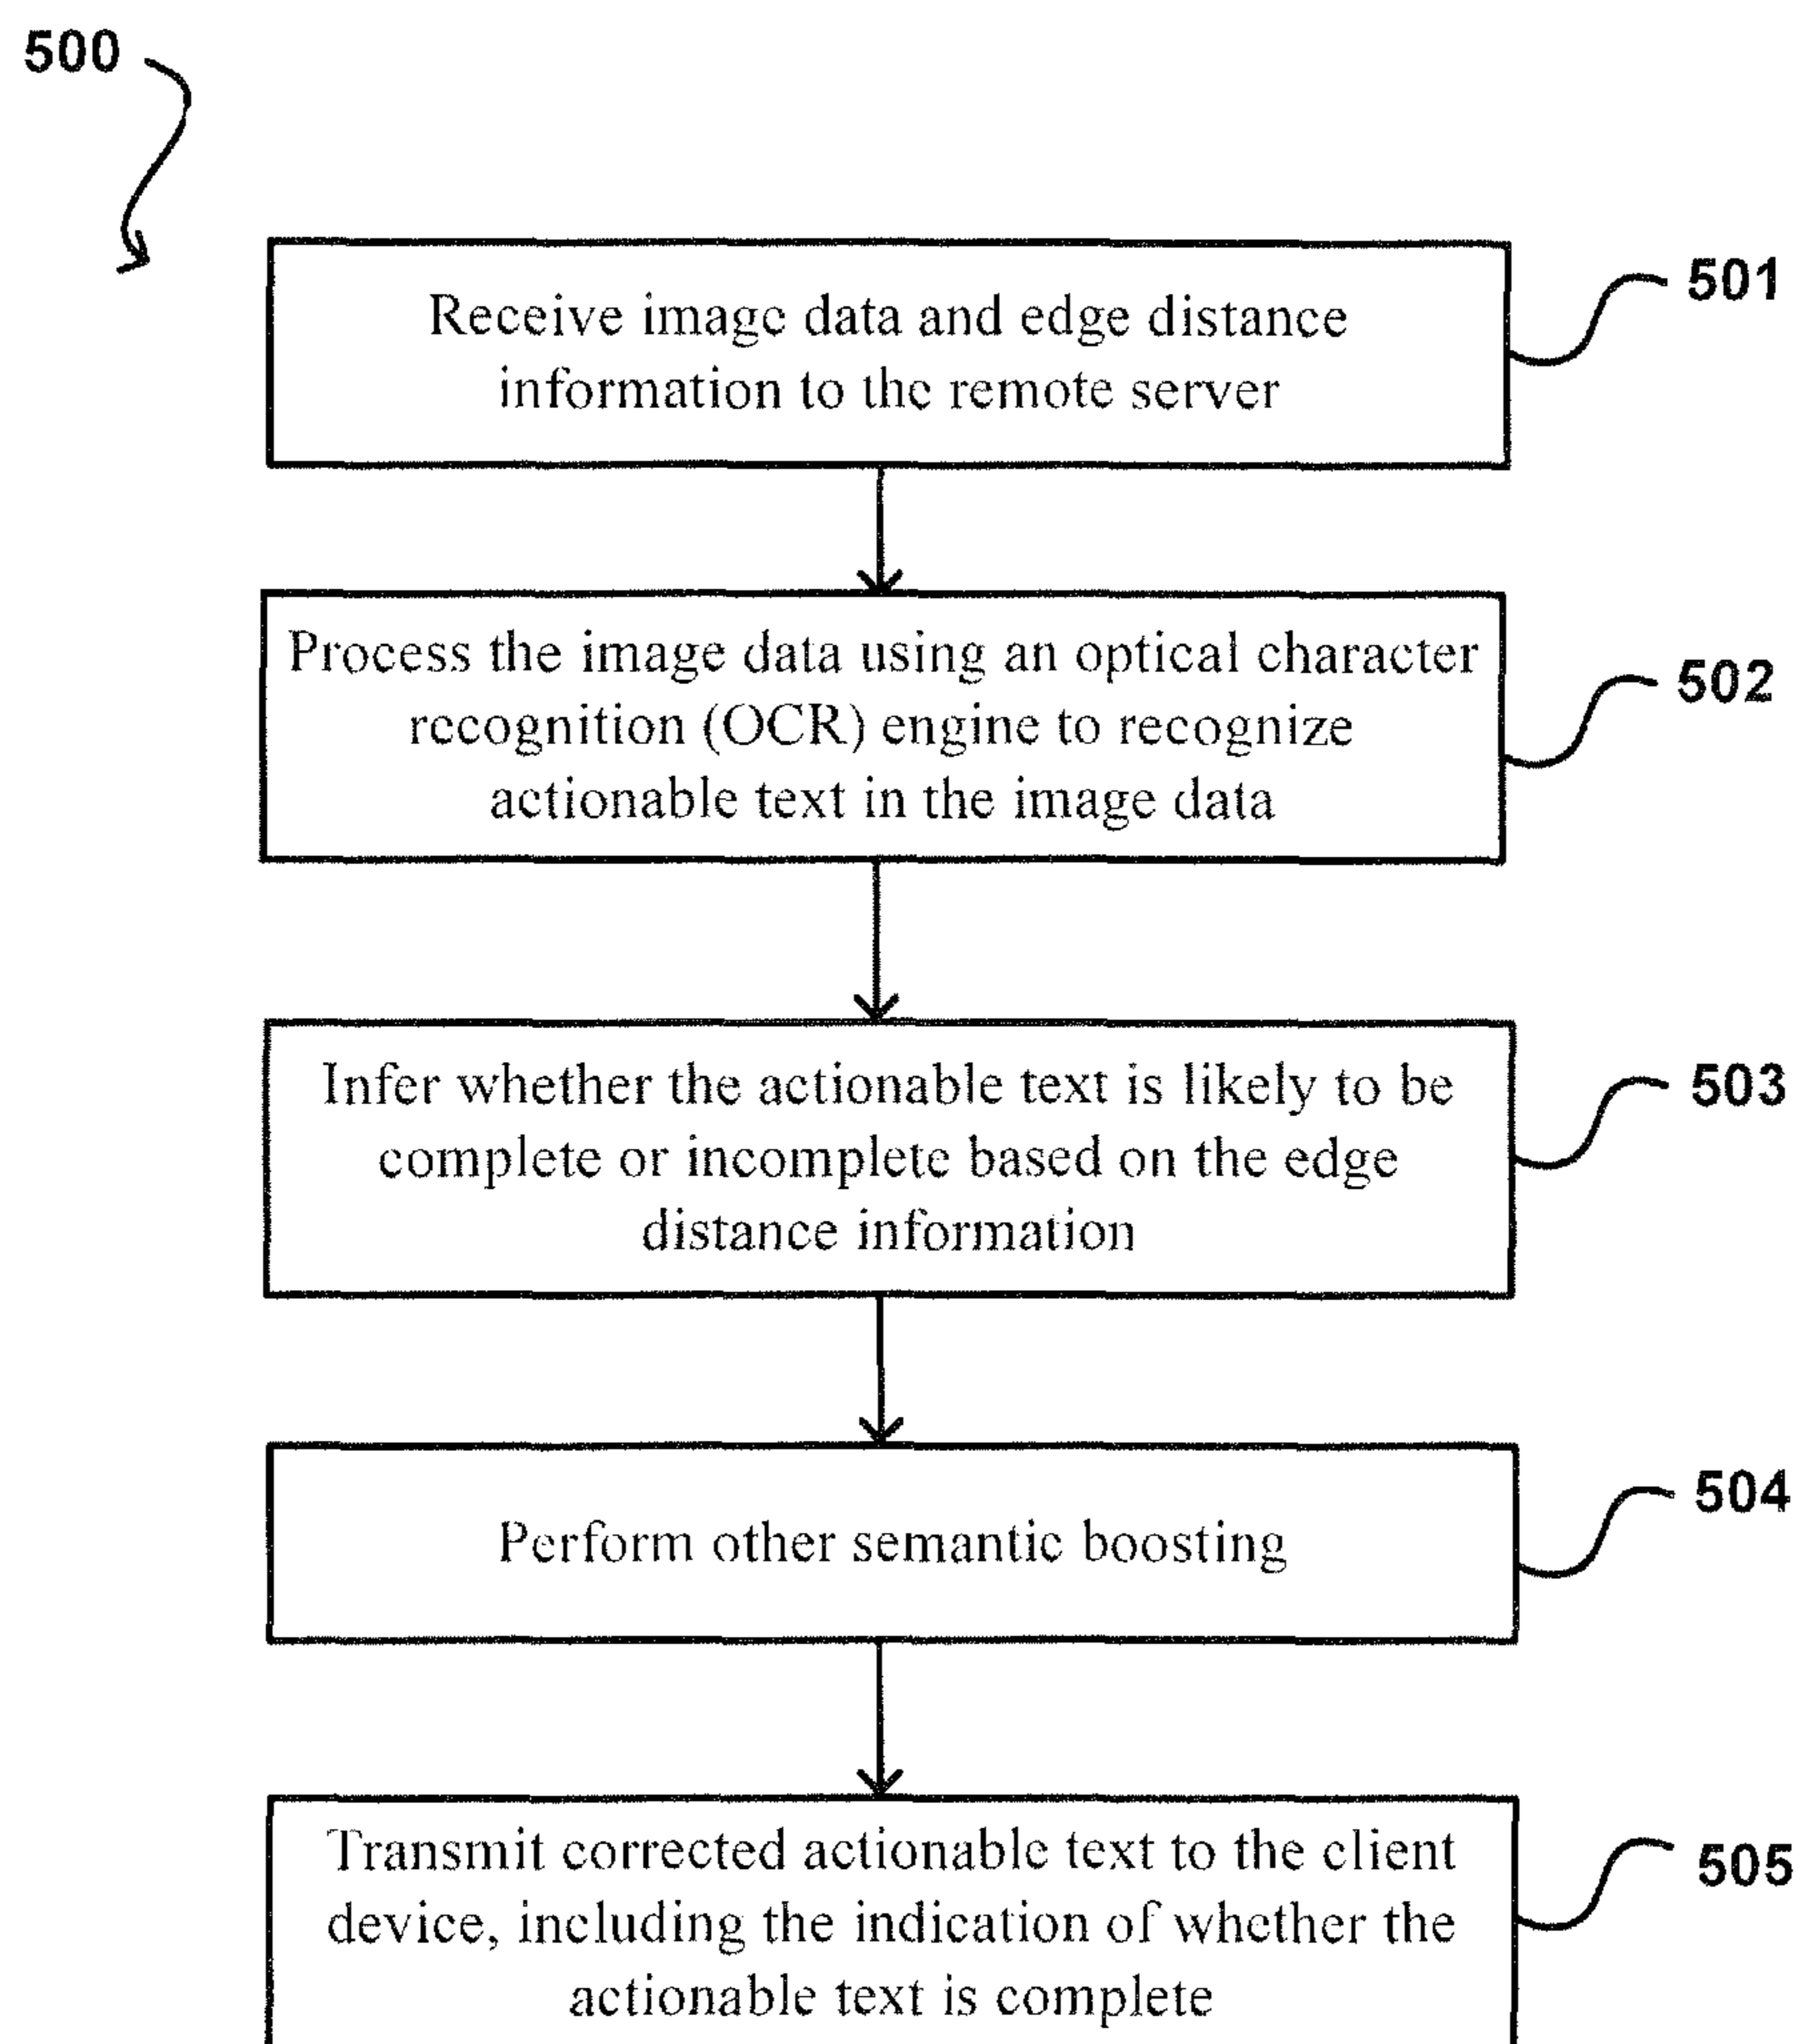 500
Receive image data and edge distance
information to the remote server
501
Process the image data using an optical character
recognition (OCR) engine to recognize
actionable text in the image data
502
Infer whether the actionable text is likely to be
complete or incomplete based on the edge
distance information
503
Perform other semantic boosting
504
Transmit corrected actionable text to the client
device, including the indication of whether the
actionable text is complete
505